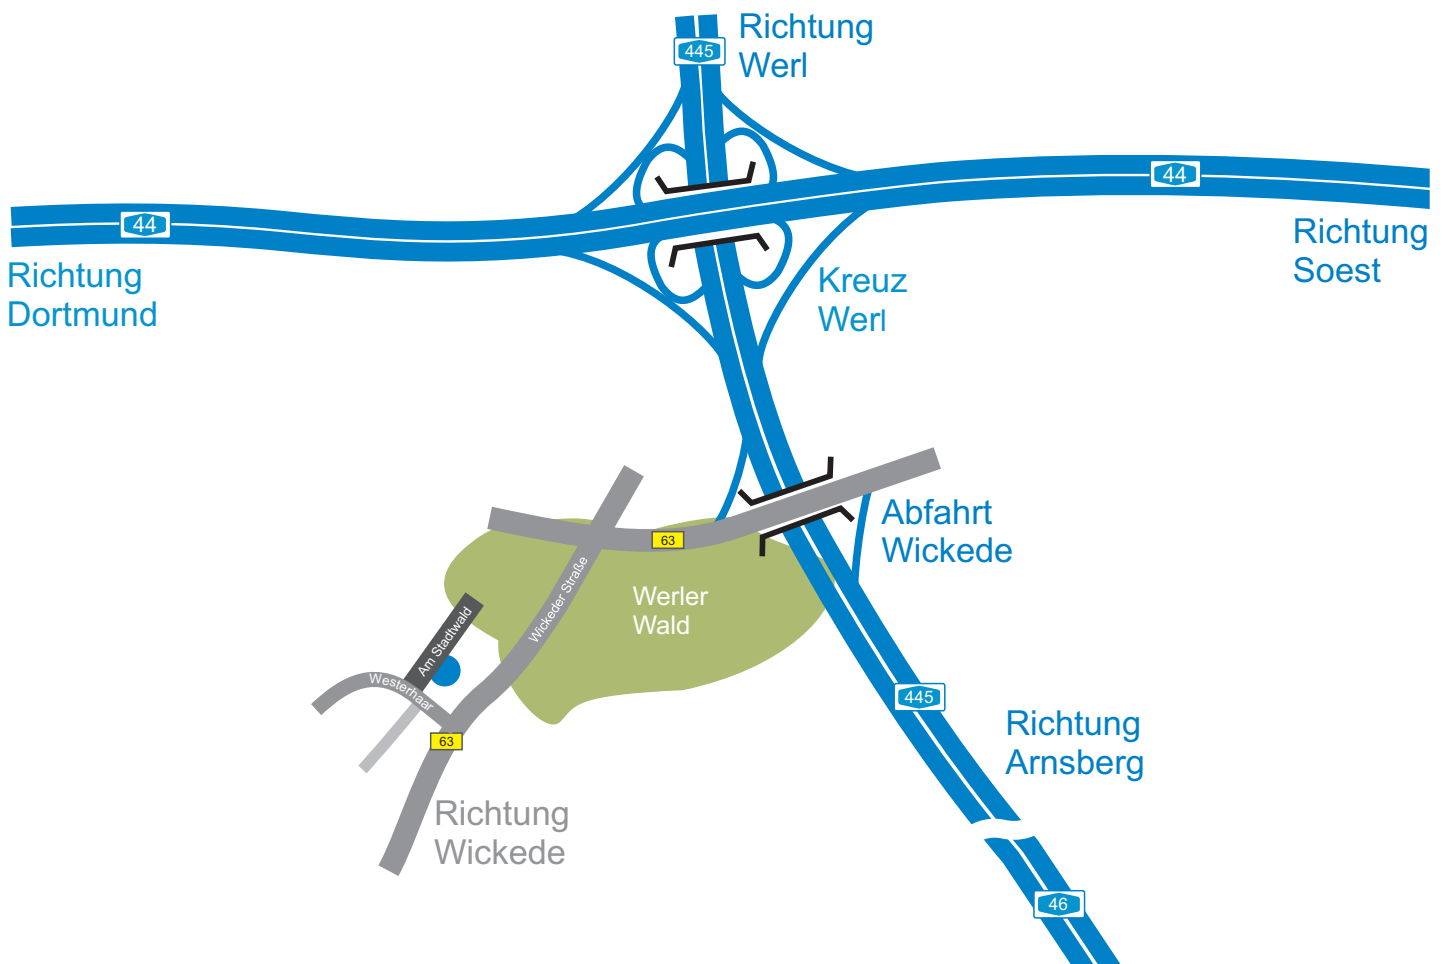 Richtung
Werl
445
44
44
Richtung
Soest
Richtung
Dortmund
Kreuz
Werl
Abfahrt
Wickede
63
Wickeder Straße
Werler
Wald
Am Stadtwald
Westerhaar
63
445
Richtung
Arnsberg
Richtung
Wickede
46